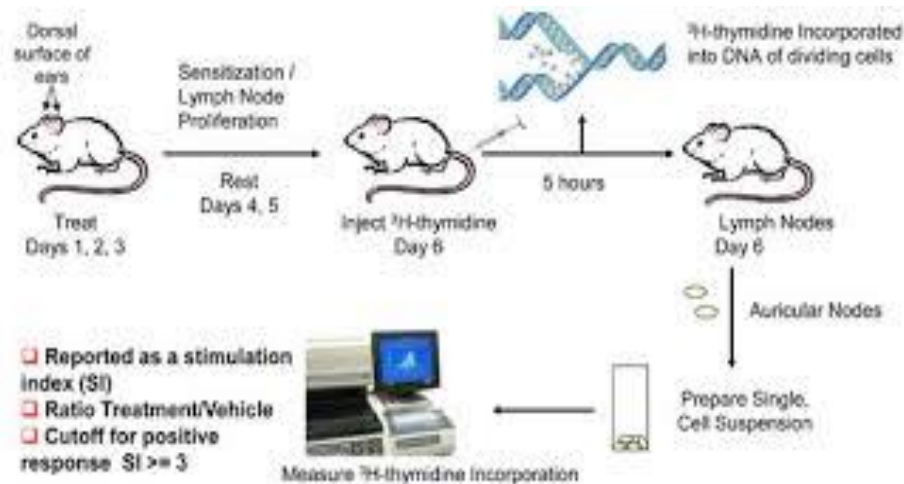 Dorsal
surface of
ears
Sensitization /
Lymph Node
Proliferation
³H-thymidine Incorporated
into DNA of dividing cells
Rest
Days 4, 5
5 hours
Treat
Days 1, 2, 3
Inject ³H-thymidine
Day 6
Lymph Nodes
Day 6
Auricular Nodes
Prepare Single,
Cell Suspension
Measure ³H-thymidine Incorporation
Reported as a stimulation
index (SI)
Ratio Treatment/Vehicle
Cutoff for positive
response SI >= 3